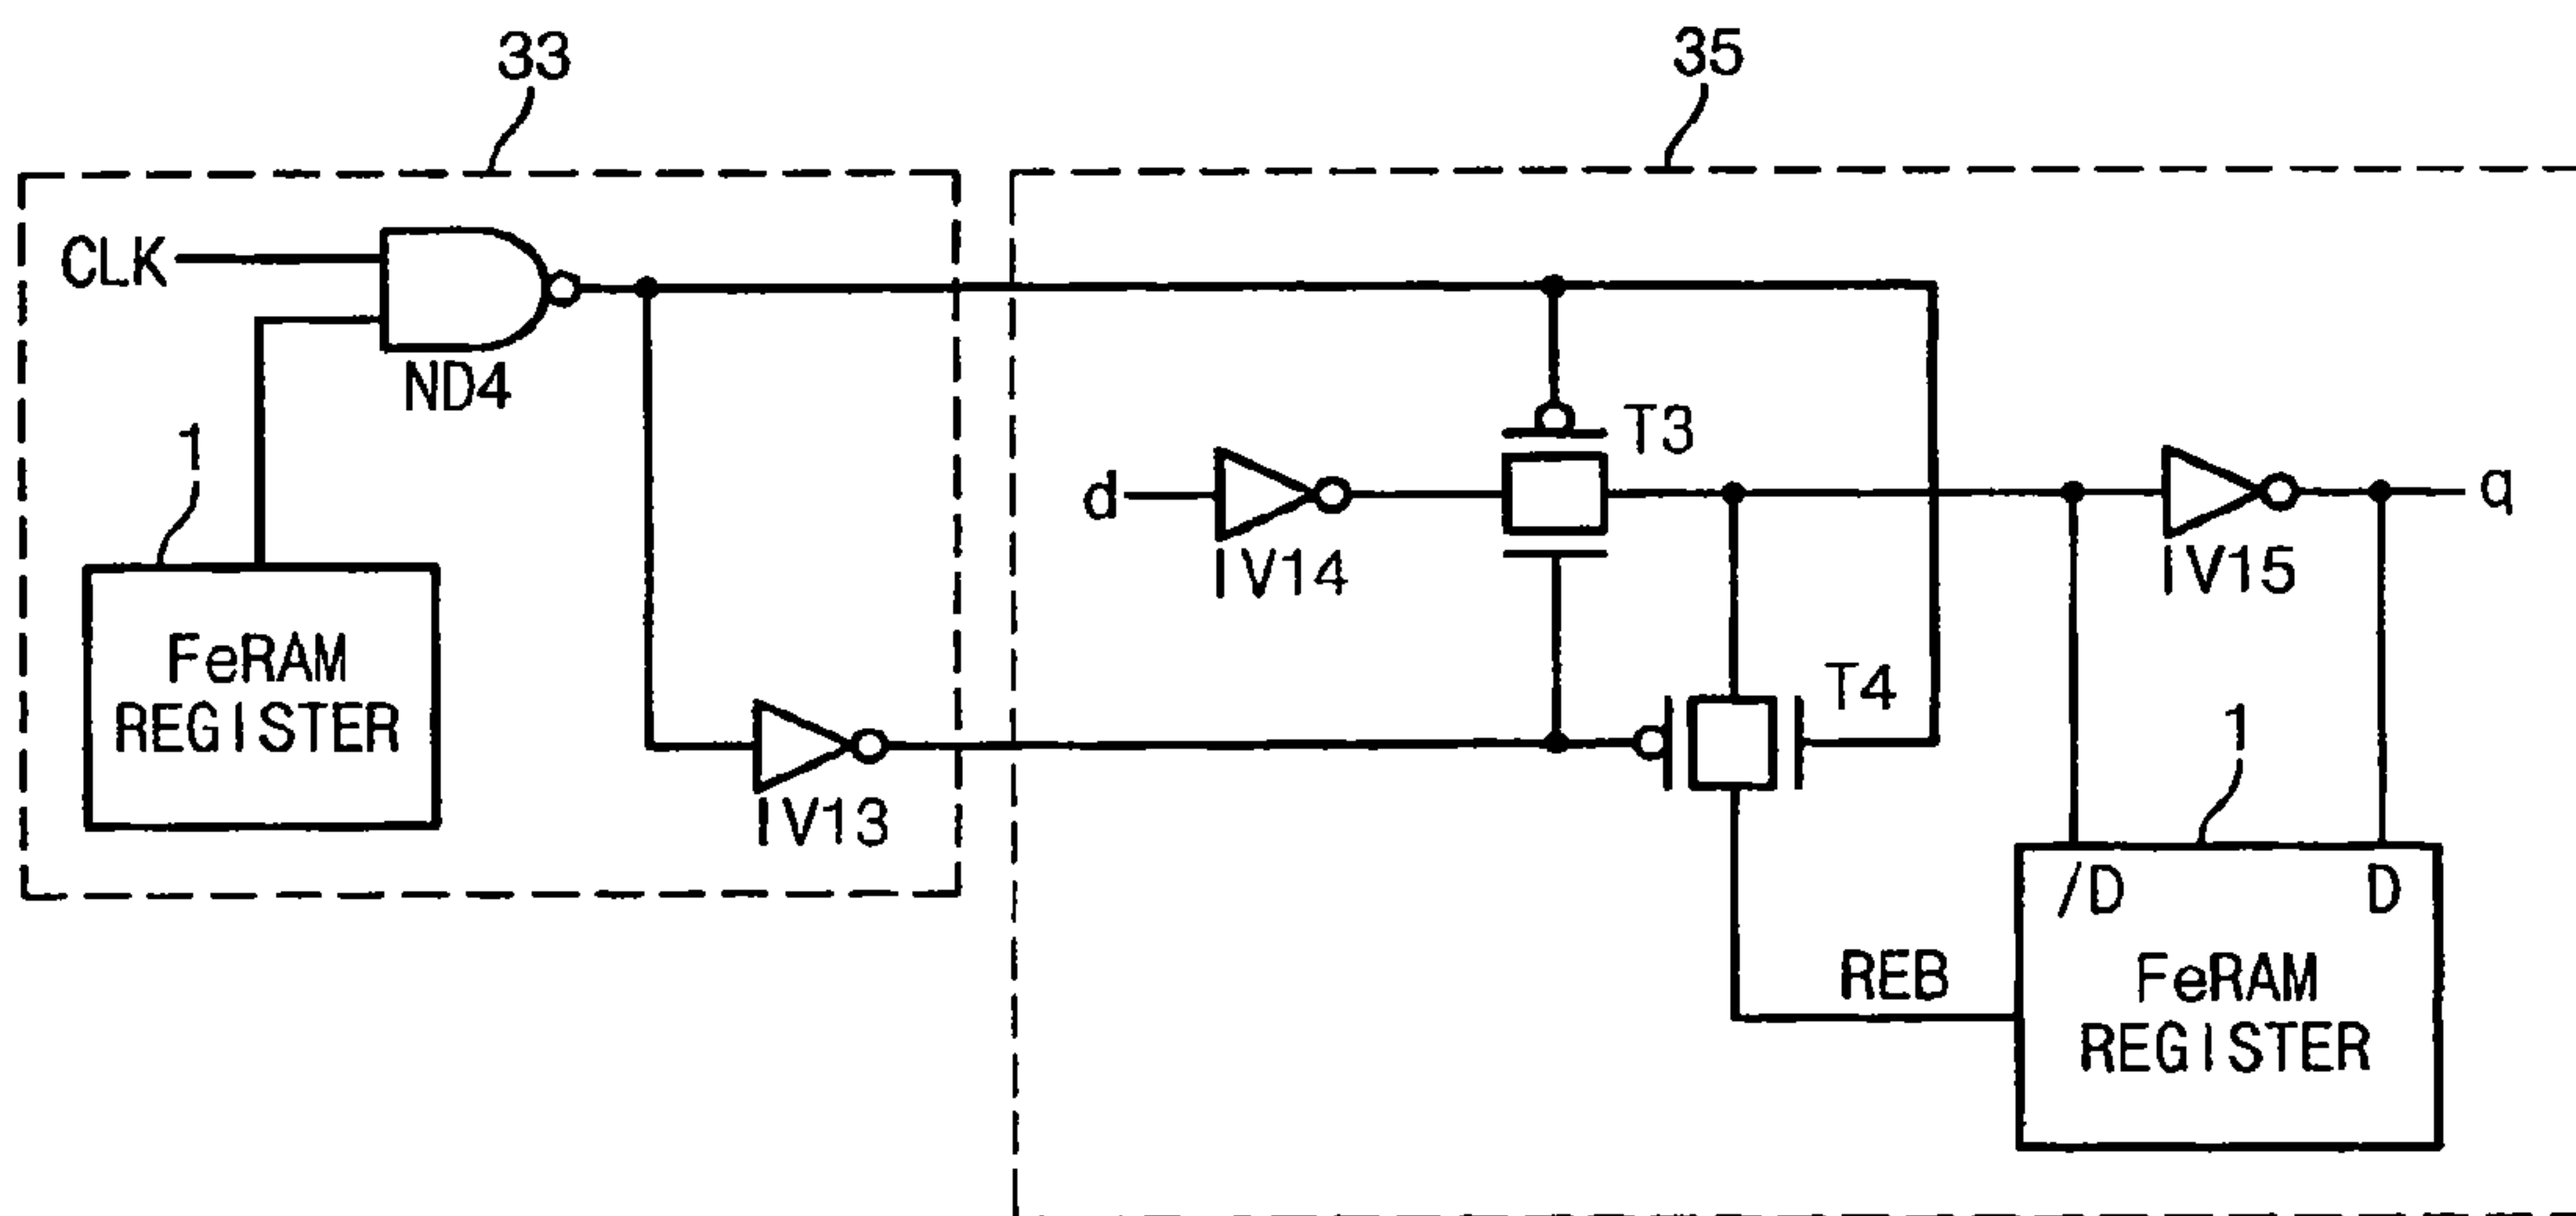 33
35
CLK
ND4
1
FeRAM
REGISTER
IV13
d
IV14
T3
T4
IV15
q
1
/D
D
REB
FeRAM
REGISTER